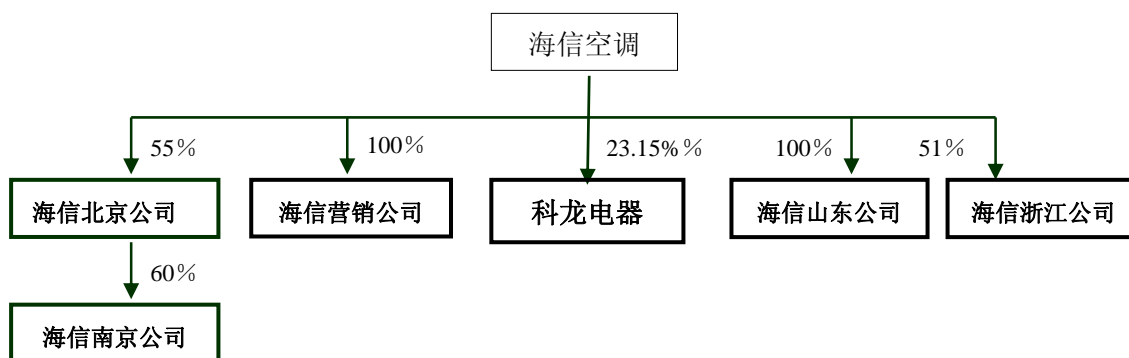 海信空调
55%
100%
23.15%%
100%
51%
海信北京公司
海信营销公司
科龙电器
海信山东公司
海信浙江公司
60%
海信南京公司